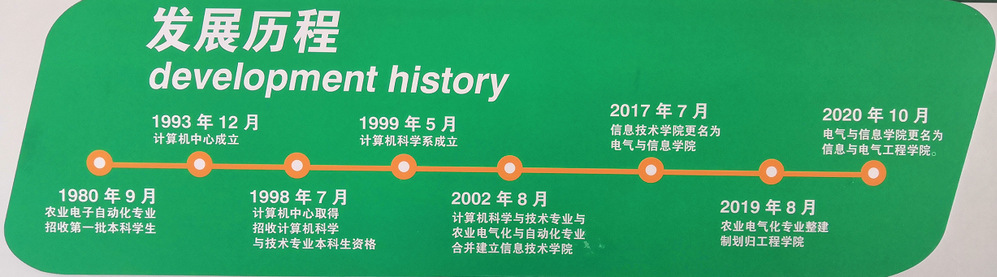 发展历程
development history
1980 年 9 月
农业电子自动化专业
招收第一批本科学生
1993 年 12 月
计算机中心成立
1998 年 7 月
计算机中心取得
招收计算机科学
与技术专业本科生资格
1999 年 5 月
计算机科学系成立
2002 年 8 月
计算机科学与技术专业与
农业电气化与自动化专业
合并建立信息技术学院
2017 年 7 月
信息技术学院更名为
电气与信息学院
2019 年 8 月
农业电气化专业整建
制划归工程学院
2020 年 10 月
电气与信息学院更名为
信息与电气工程学院。